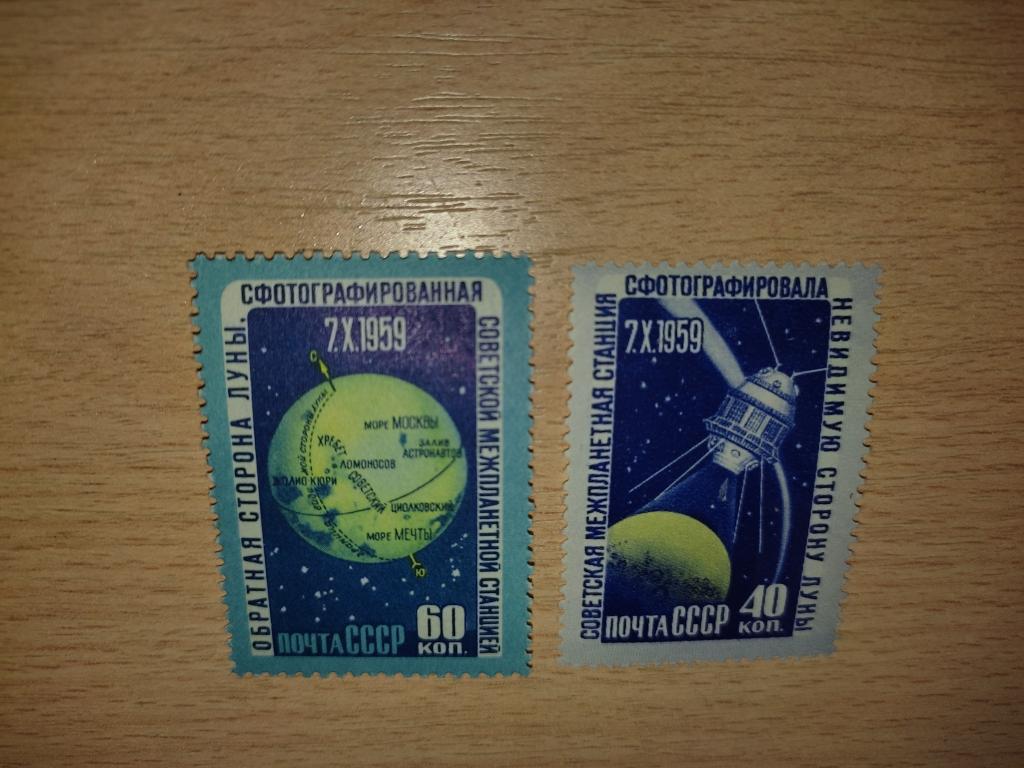 ОБРАТНАЯ СТОРОНА ЛУНЫ,
СФОТОГРАФИРОВАННАЯ
СОВЕТСКОЙ МЕЖПЛАНЕТНОЙ СТАНЦИЕЙ
7.X.1959
С
МОРЕ МОСКВЫ
ЗАЛИВ
АСТРОНАВТОВ
ХРЕБЕТ
СОВЕТСКИЙ
ЛОМОНОСОВ
ЖОЛИО КЮРИ
ЦИОЛКОВСКИЙ
МОРЕ МЕЧТЫ
Ю
ПОЧТА СССР
60
КОП.
СОВЕТСКАЯ МЕЖПЛАНЕТНАЯ СТАНЦИЯ
СФОТОГРАФИРОВАЛА
НЕВИДИМУЮ СТОРОНУ ЛУНЫ
7.X.1959
ПОЧТА СССР
40
КОП.